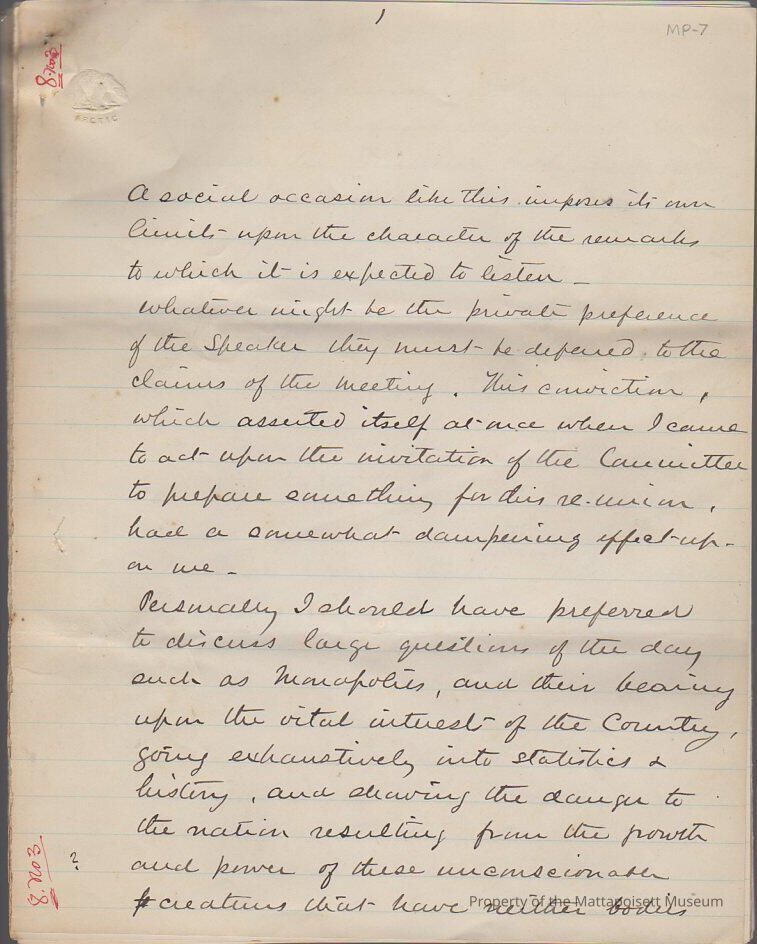 1
MP-7
8. No 3
ARCTIC
A social occasion like this imposes its own
limits upon the character of the remarks
to which it is expected to listen –
Whatever might be the private preference
of the Speaker they must be deferred to the
claims of the meeting. This conviction,
which asserted itself at once when I came
to act upon the invitation of the Committee
to prepare something for this re-union,
had a somewhat dampening effect up-
on me –
Personally I should have preferred
to discuss large questions of the day
such as Monopolies, and their bearing
upon the vital interests of the Country,
going exhaustively into statistics &
history, and showing the danger to
the nation resulting from the growth
? and power of these unconscionable
creatures that have neither bodies
8. No 3
Property of the Mattapoisett Museum